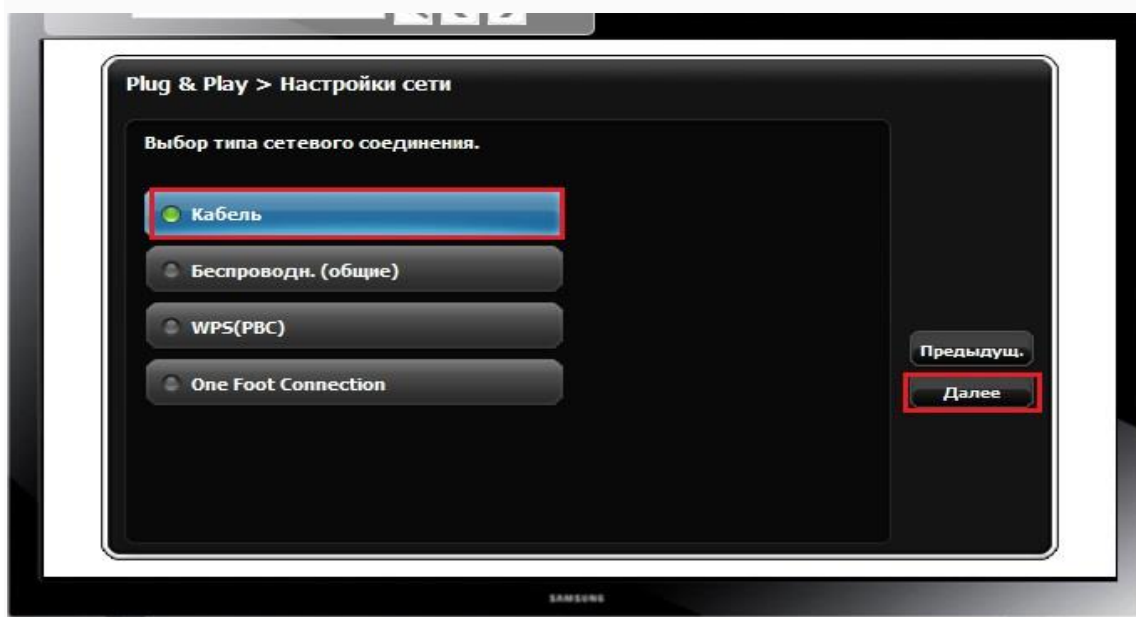 Plug & Play > Настройки сети
Выбор типа сетевого соединения.
Кабель
Беспроводн. (общие)
WPS(PBC)
One Foot Connection
Предыдущ.
Далее
SAMSUNG